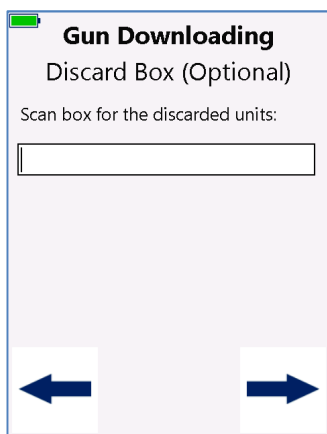 Gun Downloading
Discard Box (Optional)
Scan box for the discarded units: